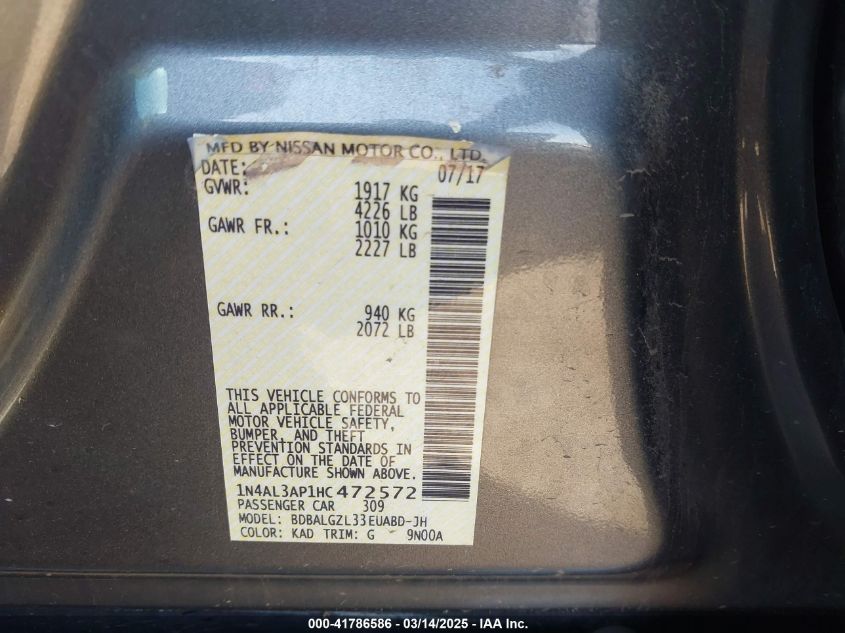 MFD BY NISSAN MOTOR CO., LTD.
DATE: 07/17
GVWR: 1917 KG
4226 LB
GAWR FR.: 1010 KG
2227 LB
GAWR RR.: 940 KG
2072 LB
THIS VEHICLE CONFORMS TO
ALL APPLICABLE FEDERAL
MOTOR VEHICLE SAFETY,
BUMPER, AND THEFT
PREVENTION STANDARDS IN
EFFECT ON THE DATE OF
MANUFACTURE SHOWN ABOVE.
1N4AL3AP1HC472572
PASSENGER CAR 309
MODEL: BDBALGZL33EUABD-JH
COLOR: KAD TRIM: G 9N00A
000-41786586 - 03/14/2025 - IAA Inc.